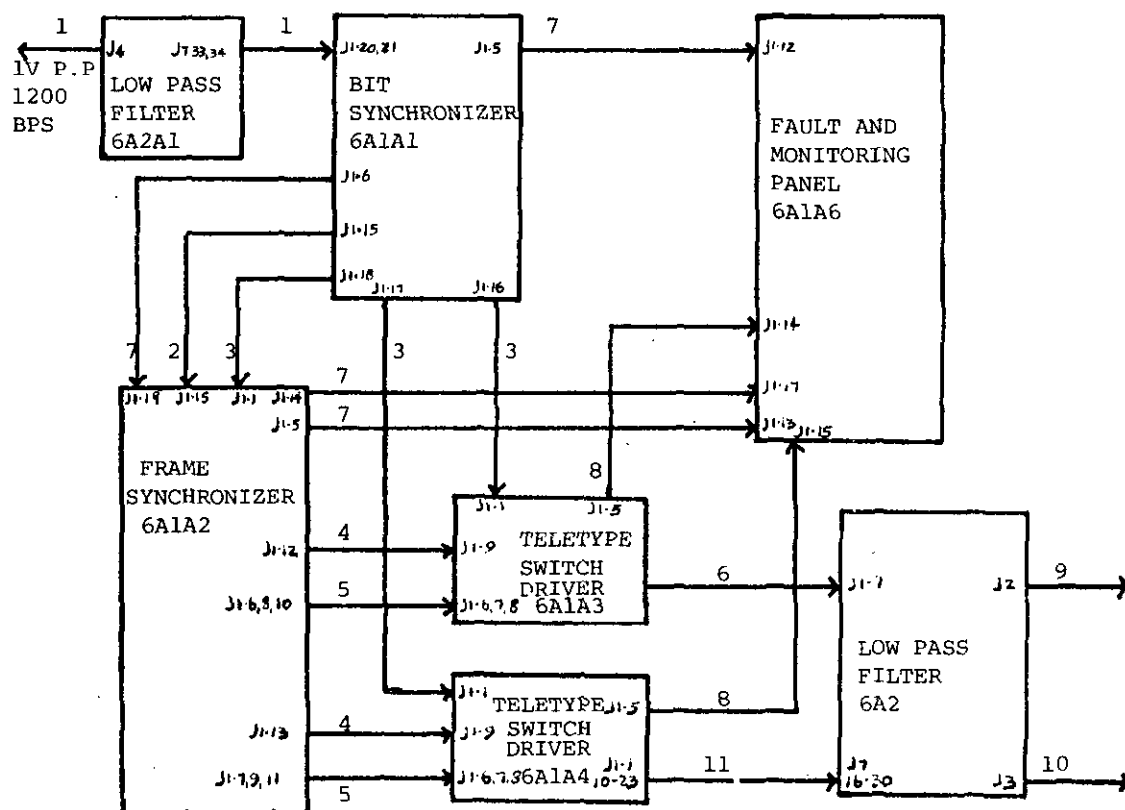 1
1V P.P
1200
BPS
J4
J7 33,34
LOW PASS
FILTER
6A2A1
1
J1-20,21
J1-5
BIT
SYNCHRONIZER
6A1A1
J1-6
J1-15
J1-18
J1-17
J1-16
7
J1-12
FAULT AND
MONITORING
PANEL
6A1A6
J1-14
J1-17
J1-13
J1-15
7
2
3
3
3
J1-19
J1-15
J1-1
J1-14
J1-5
7
7
FRAME
SYNCHRONIZER
6A1A2
J1-12
J1-6,8,10
J1-13
J1-7,9,11
4
5
4
5
8
J1-1
J1-5
J1-9
TELETYPE
SWITCH
DRIVER
J1-6,7,8
6A1A3
6
J1-1
TELETYPE
J1-5
J1-9
SWITCH
DRIVER
J1-6,7,8
6A1A4
J1-1
10-23
8
11
J1-7
J2
LOW PASS
FILTER
6A2
J7
16-30
J3
9
10